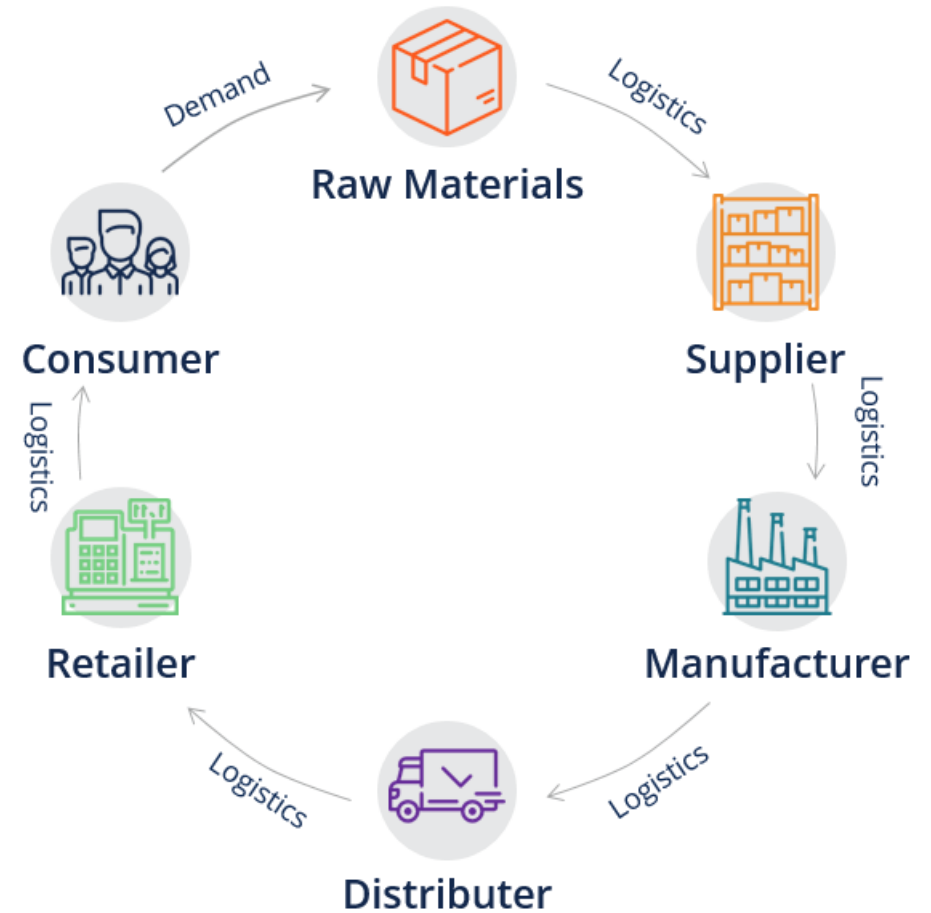 Demand
Raw Materials
Logistics
Supplier
Logistics
Manufacturer
Logistics
Distributer
Logistics
Retailer
Logistics
Consumer